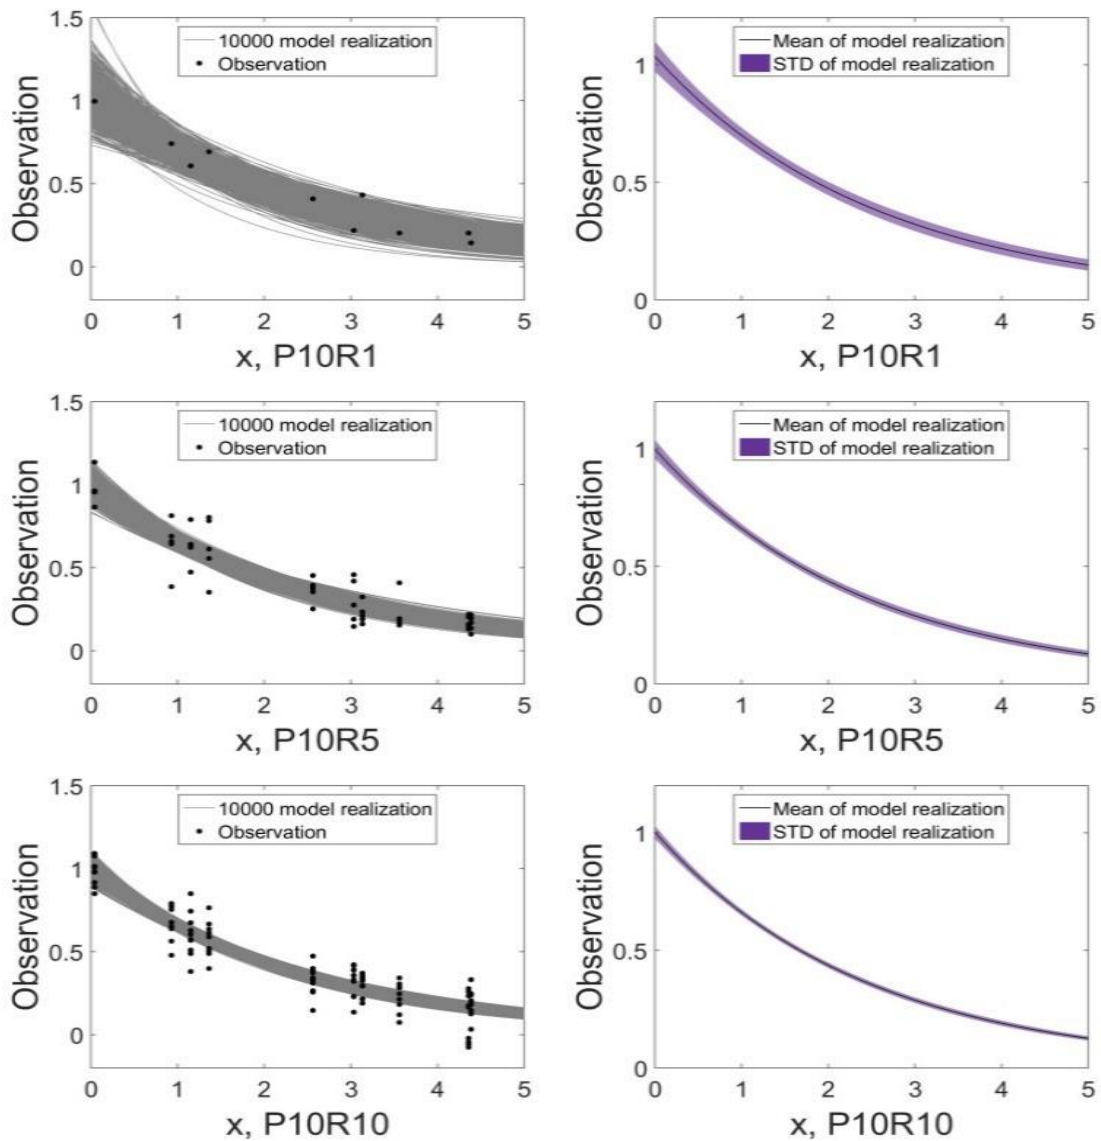 1.5
1
0.5
0
Observation
10000 model realization
Observation
0 1 2 3 4 5
x, P10R1
1
0.5
0
Observation
Mean of model realization
STD of model realization
0 1 2 3 4 5
x, P10R1
1.5
1
0.5
0
Observation
10000 model realization
Observation
0 1 2 3 4 5
x, P10R5
1
0.5
0
Observation
Mean of model realization
STD of model realization
0 1 2 3 4 5
x, P10R5
1.5
1
0.5
0
Observation
10000 model realization
Observation
0 1 2 3 4 5
x, P10R10
1
0.5
0
Observation
Mean of model realization
STD of model realization
0 1 2 3 4 5
x, P10R10